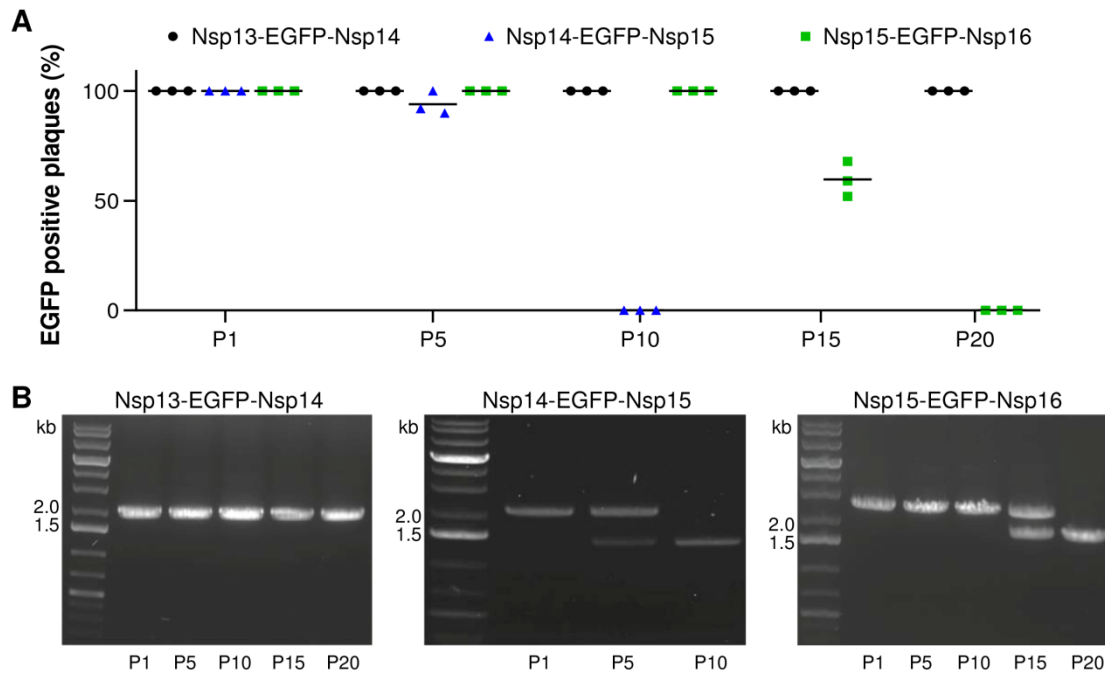 A
Nsp13-EGFP-Nsp14 Nsp14-EGFP-Nsp15 Nsp15-EGFP-Nsp16
EGFP positive plaques (%)
100
50
0
P1 P5 P10 P15 P20
B
Nsp13-EGFP-Nsp14 Nsp14-EGFP-Nsp15 Nsp15-EGFP-Nsp16
kb kb kb
2.0 2.0 2.0
1.5 1.5 1.5
P1 P5 P10 P15 P20 P1 P5 P10 P1 P5 P10 P15 P20